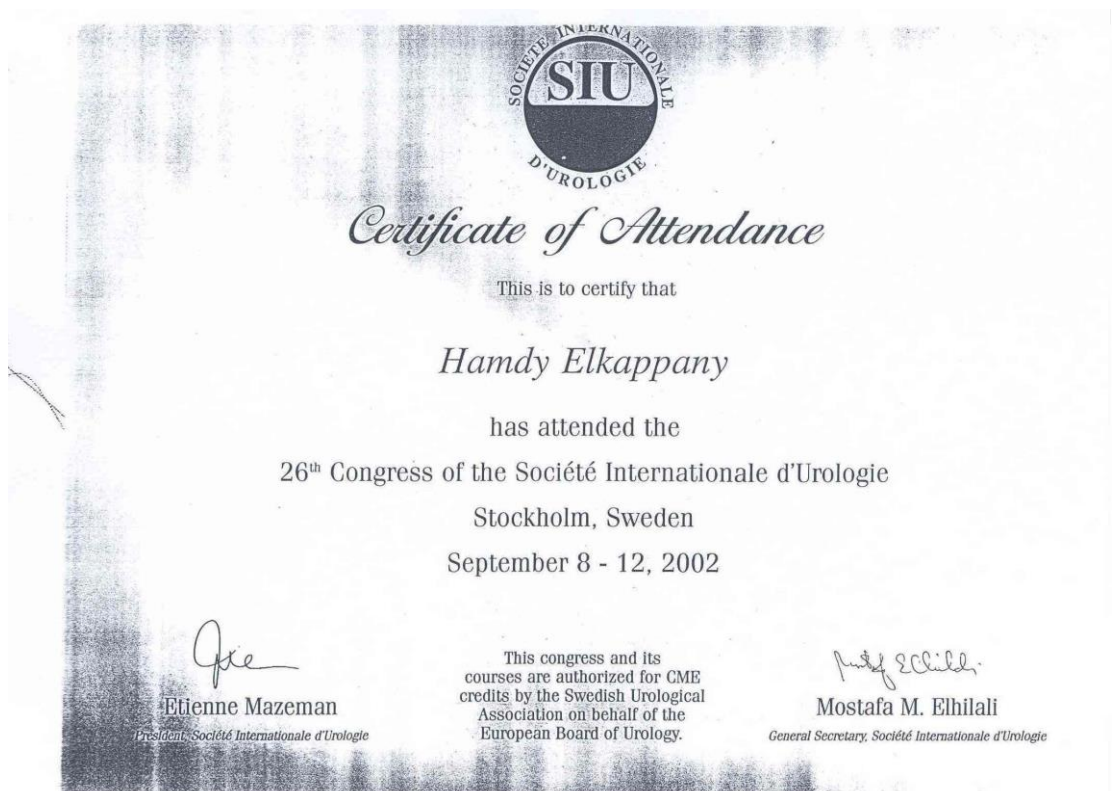 SOCIETE INTERNATIONALE
SIU
D'UROLOGIE
Certificate of Attendance
This is to certify that
Hamdy Elkappany
has attended the
26th Congress of the Société Internationale d'Urologie
Stockholm, Sweden
September 8 - 12, 2002
Etienne Mazeman
President, Société Internationale d'Urologie
This congress and its
courses are authorized for CME
credits by the Swedish Urological
Association on behalf of the
European Board of Urology.
Mostafa M. Elhilali
General Secretary, Société Internationale d'Urologie